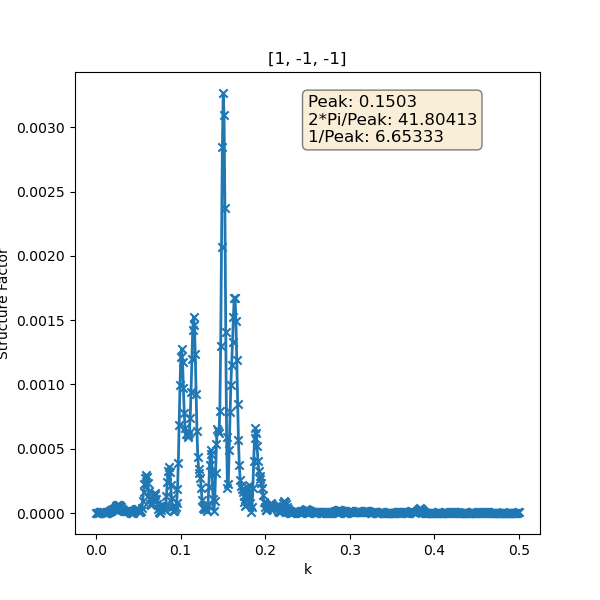 [1, -1, -1]
Peak: 0.1503
2*Pi/Peak: 41.80413
1/Peak: 6.65333
Structure Factor
0.0030
0.0025
0.0020
0.0015
0.0010
0.0005
0.0000
0.0 0.1 0.2 0.3 0.4 0.5
k